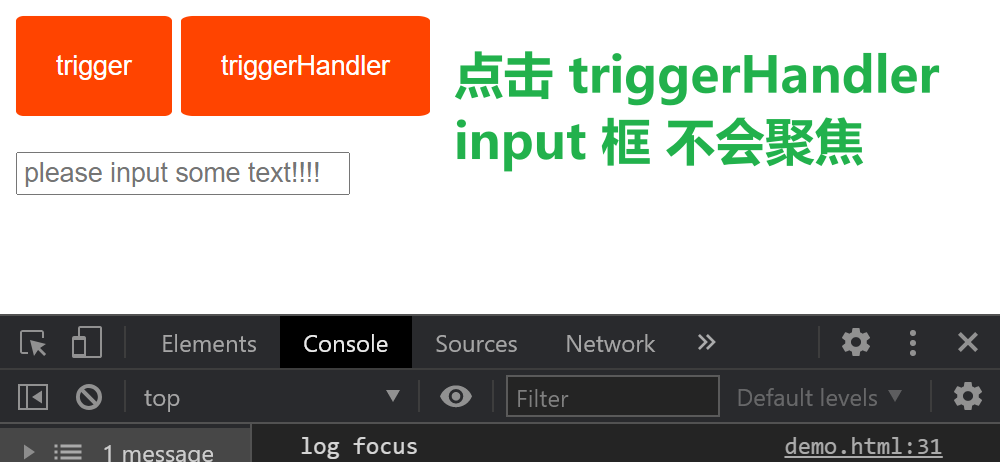 trigger triggerHandler
点击 triggerHandler
input 框 不会聚焦
please input some text!!!!
Elements Console Sources Network »
top Filter Default levels
1 message
log focus demo.html:31